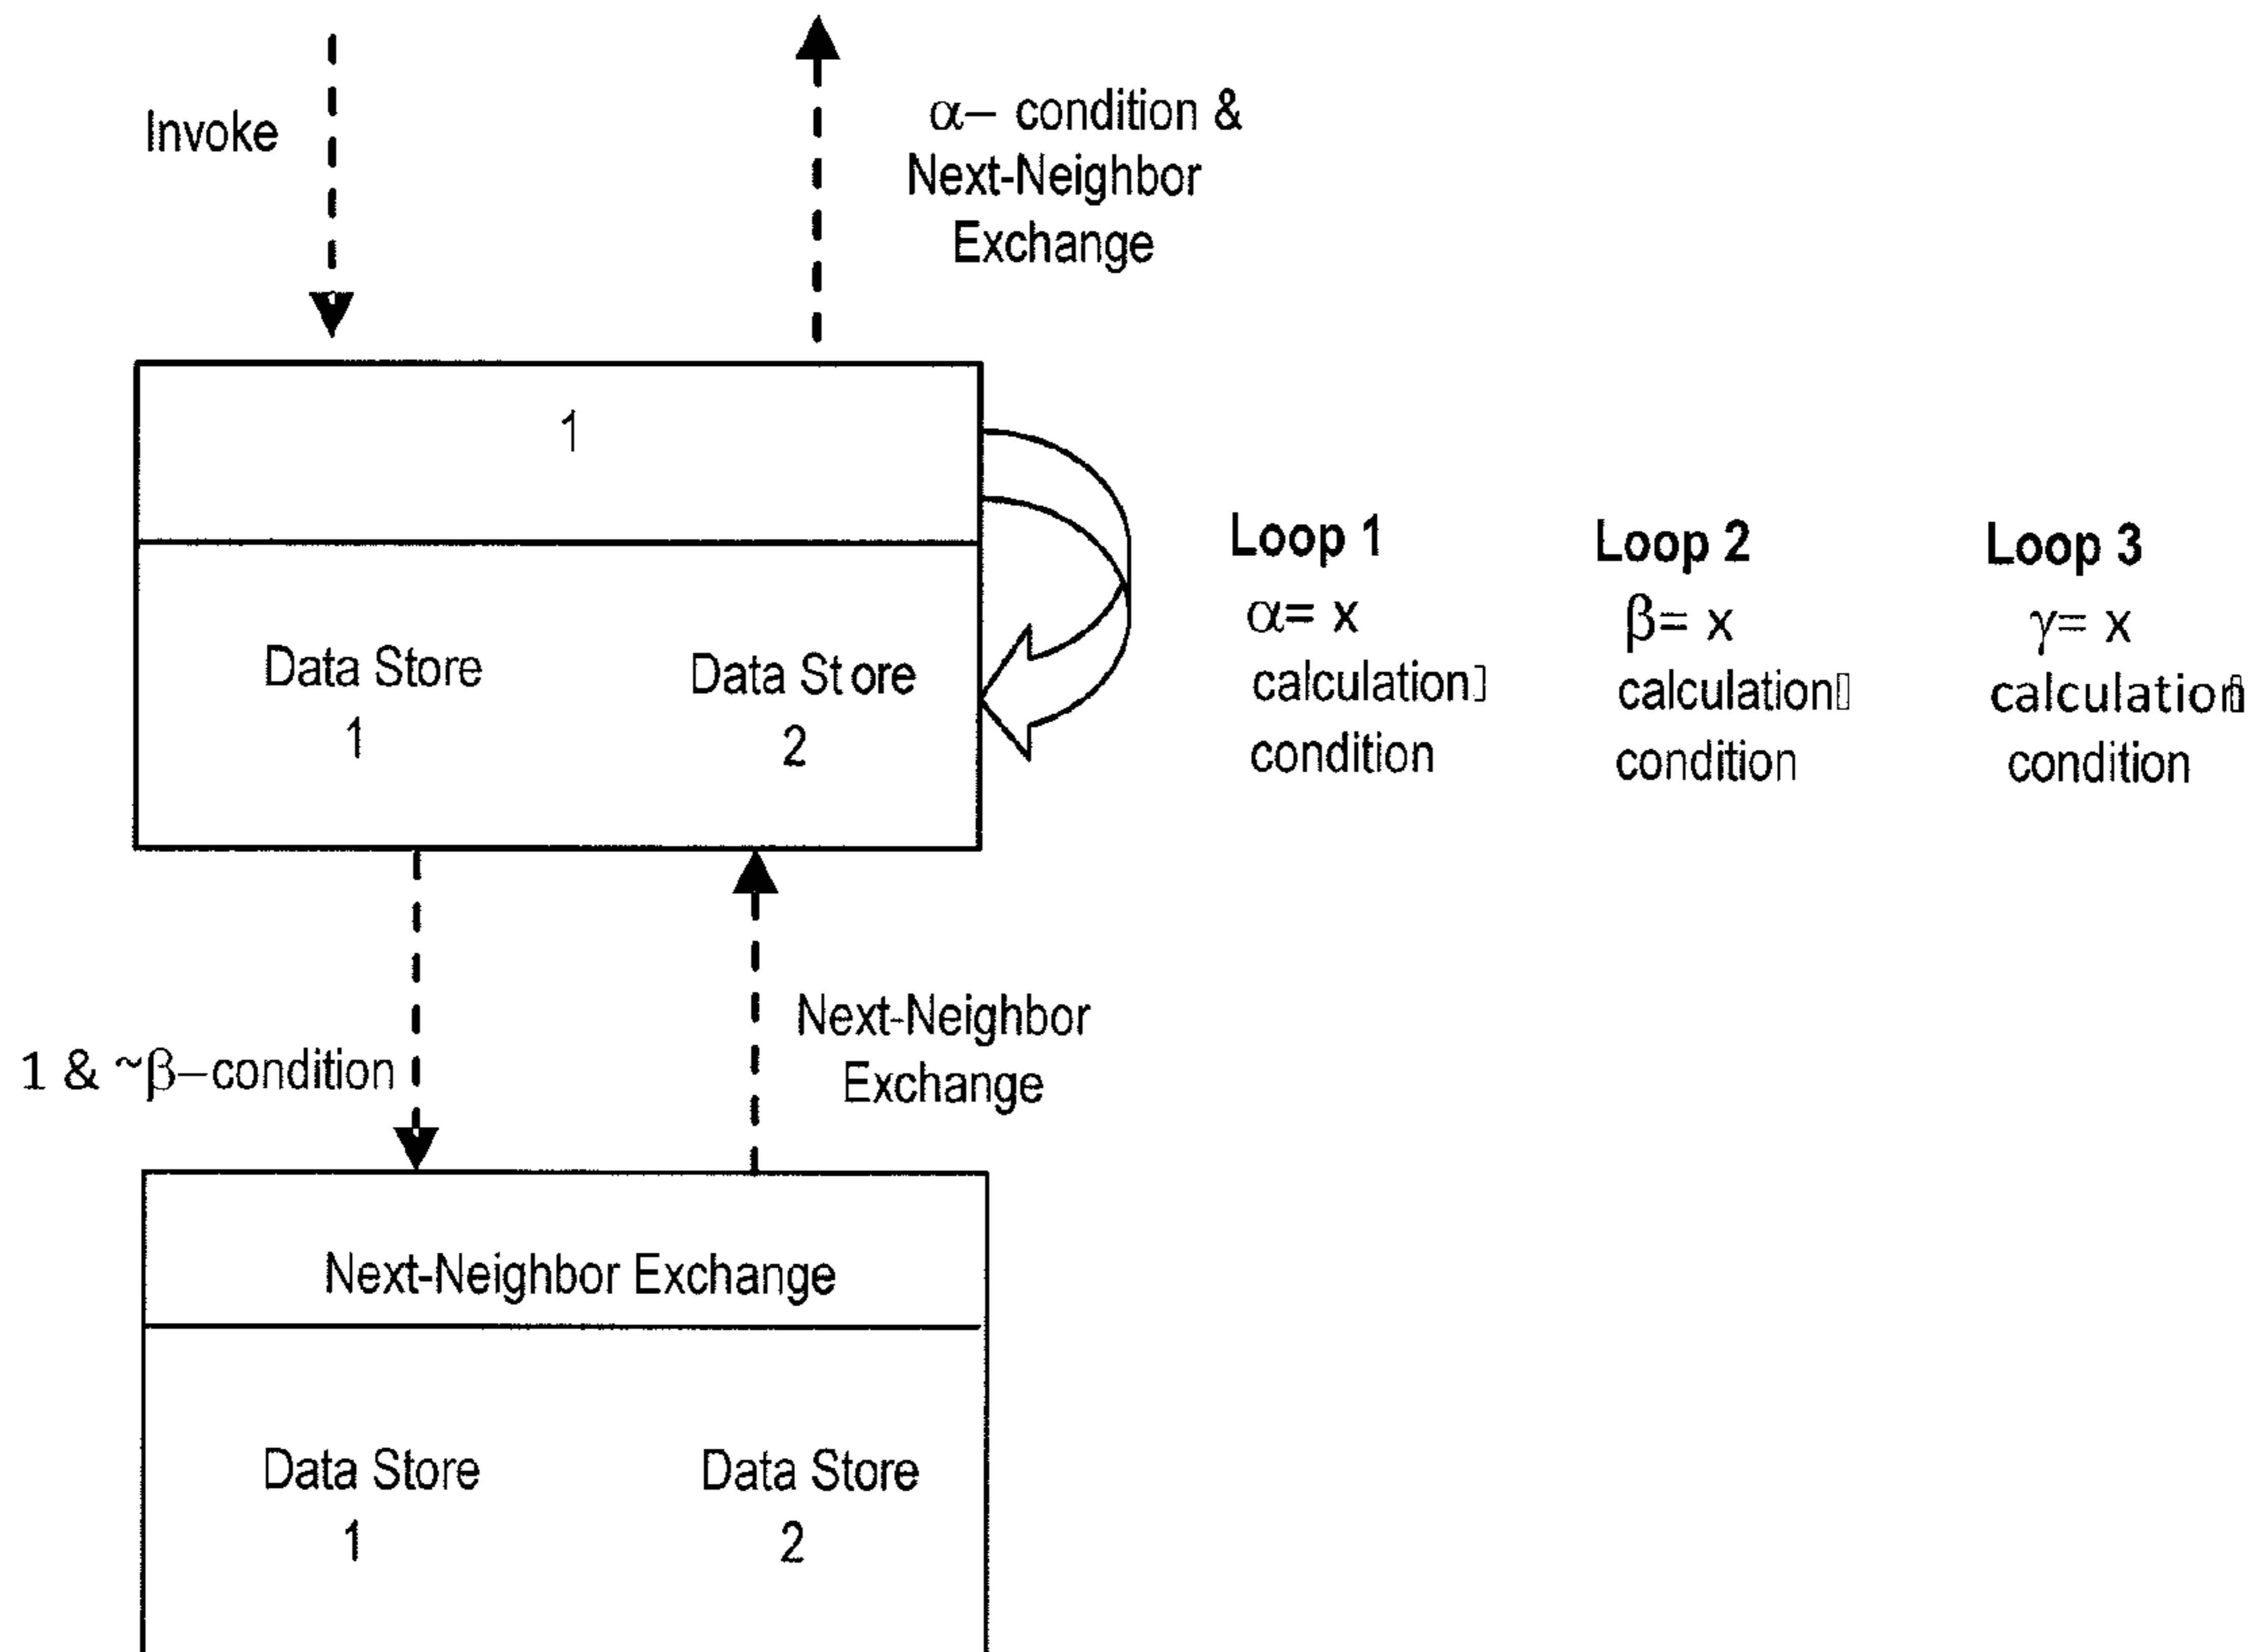 Invoke
α– condition &
Next-Neighbor
Exchange
1
Data Store
1
Data Store
2
Loop 1
α= x
calculation
condition
Loop 2
β= x
calculation
condition
Loop 3
γ= x
calculation
condition
1 & ~β–condition
Next-Neighbor
Exchange
Next-Neighbor Exchange
Data Store
1
Data Store
2